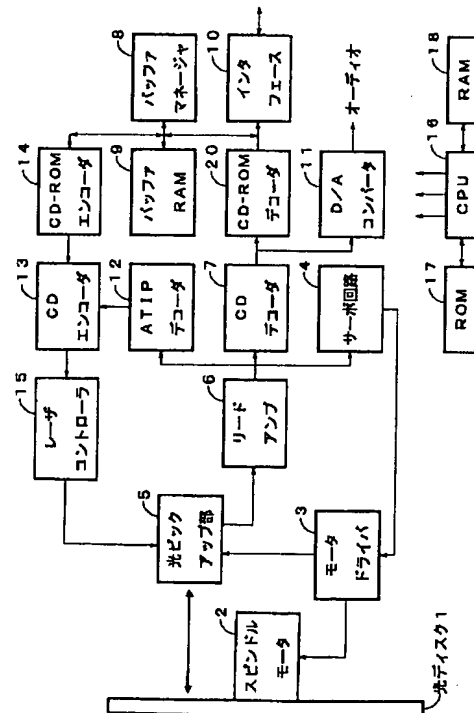 光ディスク1
2
スピンドル
モータ
3
モータ
ドライバ
5
光ピック
アップ部
15
レーザ
コントローラ
6
リード
アンプ
13
CD
エンコーダ
12
ATIP
デコーダ
7
CD
デコーダ
4
サーボ回路
14
CD-ROM
エンコーダ
9
バッファ
RAM
20
CD-ROM
デコーダ
11
D/A
コンバータ
オーディオ
8
バッファ
マネージャ
10
インタ
フェース
17
ROM
16
CPU
18
RAM